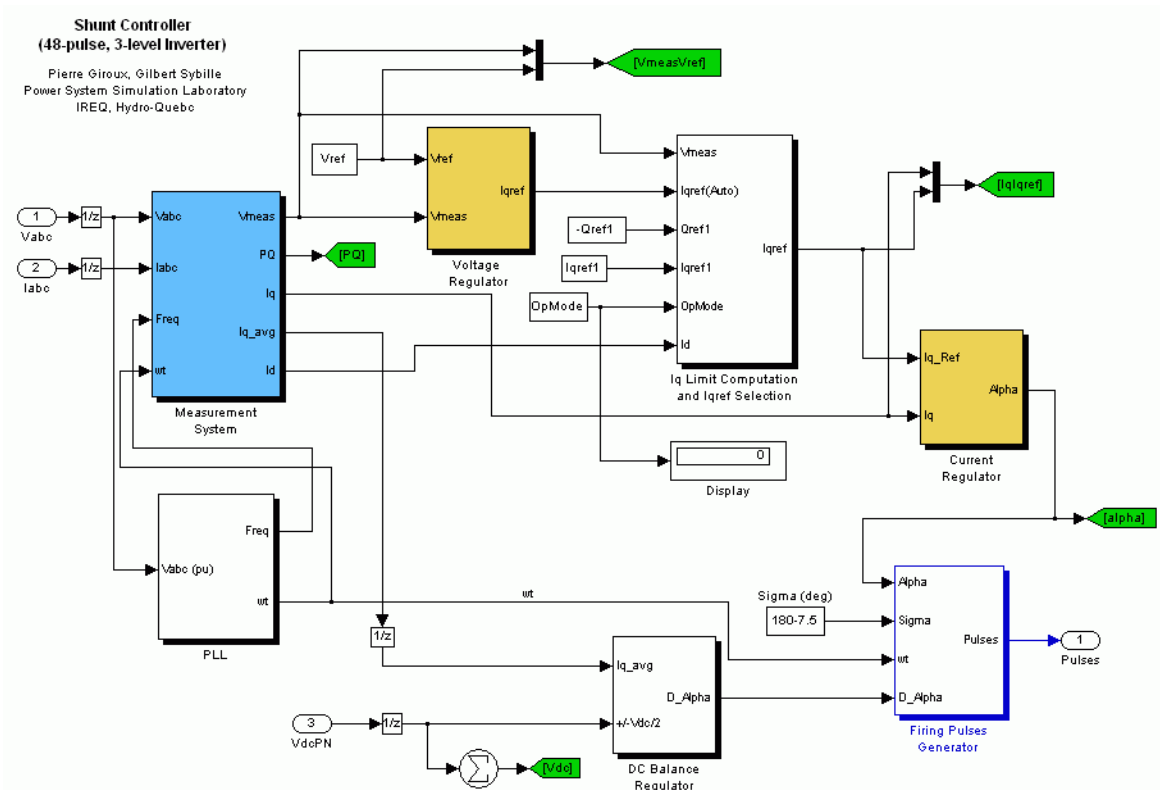 Shunt Controller
(48-pulse, 3-level Inverter)
Pierre Giroux, Gilbert Sybille
Power System Simulation Laboratory
IREQ, Hydro-Quebc
[VmeasVref]
Vref
Vref
Vmeas
Iqref
Voltage
Regulator
Vmeas
Iqref(Auto)
Qref1
Iqref1
OpMode
Id
Iqref
Iq Limit Computation
and Iqref Selection
-Qref1
Iqref1
OpMode
[IqIqref]
1
Vabc
1/z
2
Iabc
1/z
Vabc
Iabc
Freq
wt
Vmeas
PQ
Iq
Iq_avg
Id
Measurement
System
[PQ]
Iq_Ref
Iq
Alpha
Current
Regulator
0
Display
[alpha]
Vabc (pu)
Freq
wt
PLL
wt
1/z
Sigma (deg)
180-7.5
Alpha
Sigma
wt
D_Alpha
Pulses
Firing Pulses
Generator
1
Pulses
Iq_avg
+/-Vdc/2
D_Alpha
DC Balance
Regulator
3
VdcPN
1/z
Σ
[Vdc]